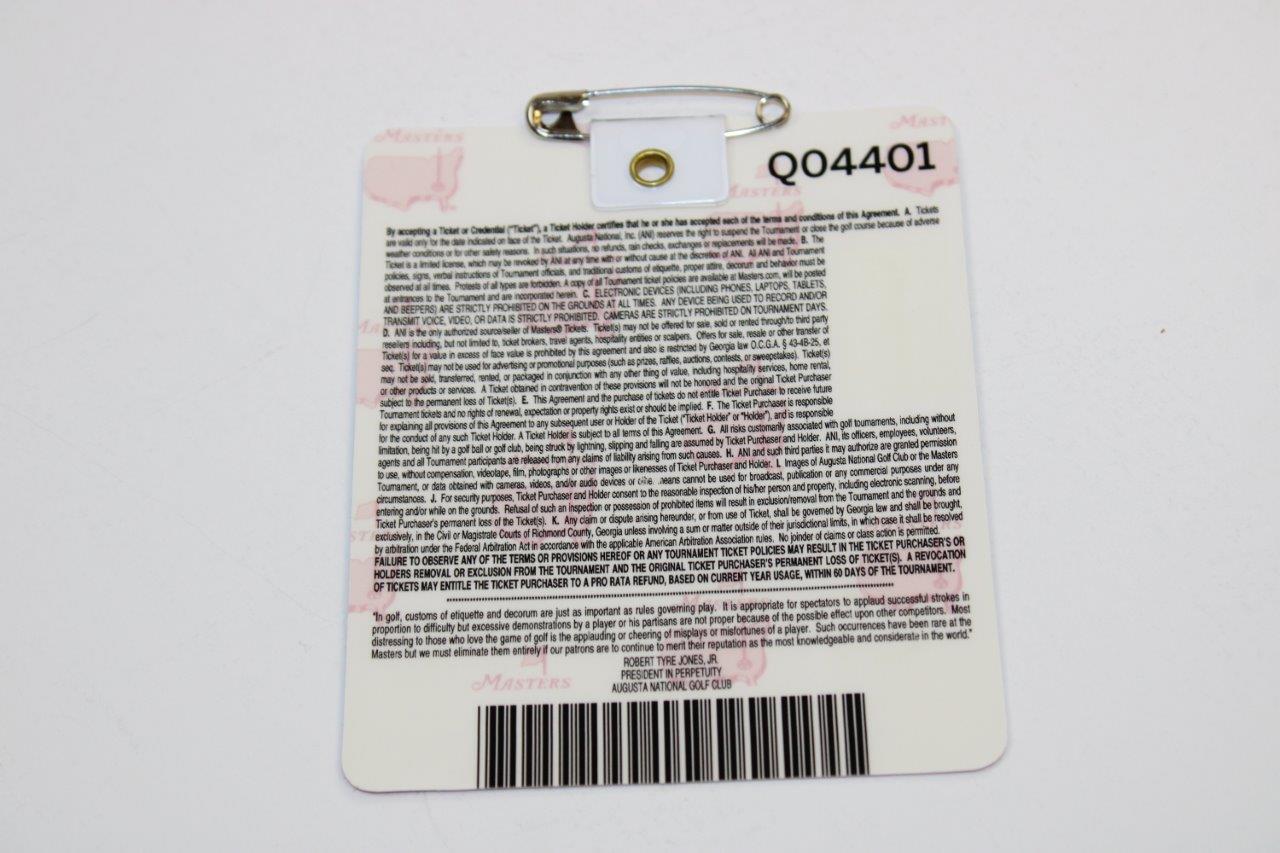 MASTERS
MAST
Q04401
MASTERS
By accepting a Ticket or Credential ("Ticket"), a Ticket Holder certifies that he or she has accepted each of the terms and conditions of this Agreement. A. Tickets
are valid only for the date indicated on face of the Ticket. Augusta National, Inc. (ANI) reserves the right to suspend the Tournament or close the golf course because of adverse
weather conditions or for other safety reasons. In such situations, no refunds, rain checks, exchanges or replacements will be made. B. The
Ticket is a limited license, which may be revoked by ANI at any time with or without cause at the discretion of ANI. All ANI and Tournament
policies, signs, verbal instructions of Tournament officials, and traditional customs of etiquette, proper attire, decorum and behavior must be
observed at all times. Protests of all types are forbidden. A copy of all Tournament ticket policies are available at Masters.com, will be posted
at entrances to the Tournament and are incorporated herein. C. ELECTRONIC DEVICES (INCLUDING PHONES, LAPTOPS, TABLETS,
AND BEEPERS) ARE STRICTLY PROHIBITED ON THE GROUNDS AT ALL TIMES. ANY DEVICE BEING USED TO RECORD AND/OR
TRANSMIT VOICE, VIDEO, OR DATA IS STRICTLY PROHIBITED. CAMERAS ARE STRICTLY PROHIBITED ON TOURNAMENT DAYS.
D. ANI is the only authorized source/seller of Masters® Tickets. Ticket(s) may not be offered for sale, sold or rented through/to third party
resellers including, but not limited to, ticket brokers, travel agents, hospitality entities or scalpers. Offers for sale, resale or other transfer of
Ticket(s) for a value in excess of face value is prohibited by this agreement and also is restricted by Georgia law O.C.G.A. § 43-4B-25, et
seq. Ticket(s) may not be used for advertising or promotional purposes (such as prizes, raffles, auctions, contests, or sweepstakes). Ticket(s)
may not be sold, transferred, rented, or packaged in conjunction with any other thing of value, including hospitality services, home rental,
or other products or services. A Ticket obtained in contravention of these provisions will not be honored and the original Ticket Purchaser
subject to the permanent loss of Ticket(s). E. This Agreement and the purchase of tickets do not entitle Ticket Purchaser to receive future
Tournament tickets and no rights of renewal, expectation or property rights exist or should be implied. F. The Ticket Purchaser is responsible
for explaining all provisions of this Agreement to any subsequent user or Holder of the Ticket ("Ticket Holder" or "Holder"), and is responsible
for the conduct of any such Ticket Holder. A Ticket Holder is subject to all terms of this Agreement. G. All risks customarily associated with golf tournaments, including without
limitation, being hit by a golf ball or golf club, being struck by lightning, slipping and falling are assumed by Ticket Purchaser and Holder. ANI, its officers, employees, volunteers,
agents and all Tournament participants are released from any claims of liability arising from such causes. H. ANI and such third parties it may authorize are granted permission
to use, without compensation, videotape, film, photographs or other images or likenesses of Ticket Purchaser and Holder. I. Images of Augusta National Golf Club or the Masters
Tournament, or data obtained with cameras, videos, and/or audio devices or means cannot be used for broadcast, publication or any commercial purposes under any
circumstances. J. For security purposes, Ticket Purchaser and Holder consent to the reasonable inspection of his/her person and property, including electronic scanning, before
entering and/or while on the grounds. Refusal of such an inspection or possession of prohibited items will result in exclusion/removal from the Tournament and the grounds and
Ticket Purchaser's permanent loss of the Ticket(s). K. Any claim or dispute arising hereunder, or from use of Ticket, shall be governed by Georgia law and shall be brought,
exclusively, in the Civil or Magistrate Courts of Richmond County, Georgia unless involving a sum or matter outside of their jurisdictional limits, in which case it shall be resolved
by arbitration under the Federal Arbitration Act in accordance with the applicable American Arbitration Association rules. No joinder of claims or class action is permitted.
FAILURE TO OBSERVE ANY OF THE TERMS OR PROVISIONS HEREOF OR ANY TOURNAMENT TICKET POLICIES MAY RESULT IN THE TICKET PURCHASER'S OR
HOLDERS REMOVAL OR EXCLUSION FROM THE TOURNAMENT AND THE ORIGINAL TICKET PURCHASER'S PERMANENT LOSS OF TICKET(S). A REVOCATION
OF TICKETS MAY ENTITLE THE TICKET PURCHASER TO A PRO RATA REFUND, BASED ON CURRENT YEAR USAGE, WITHIN 60 DAYS OF THE TOURNAMENT.
"In golf, customs of etiquette and decorum are just as important as rules governing play. It is appropriate for spectators to applaud successful strokes in
proportion to difficulty but excessive demonstrations by a player or his partisans are not proper because of the possible effect upon other competitors. Most
distressing to those who love the game of golf is the applauding or cheering of misplays or misfortunes of a player. Such occurrences have been rare at the
Masters but we must eliminate them entirely if our patrons are to continue to merit their reputation as the most knowledgeable and considerate in the world."
ROBERT TYRE JONES, JR.
PRESIDENT IN PERPETUITY
AUGUSTA NATIONAL GOLF CLUB
MASTERS